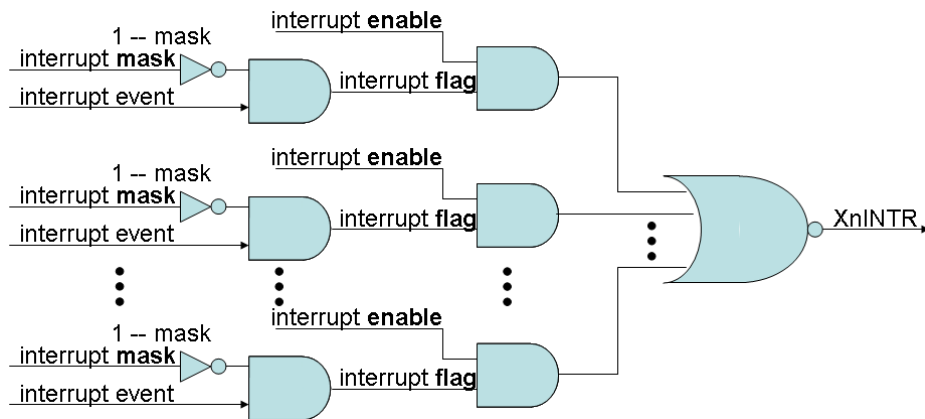 interrupt enable
1 -- mask
interrupt mask
interrupt flag
interrupt event
XnINTR
interrupt enable
1 -- mask
interrupt mask
interrupt flag
interrupt event
interrupt enable
1 -- mask
interrupt mask
interrupt flag
interrupt event